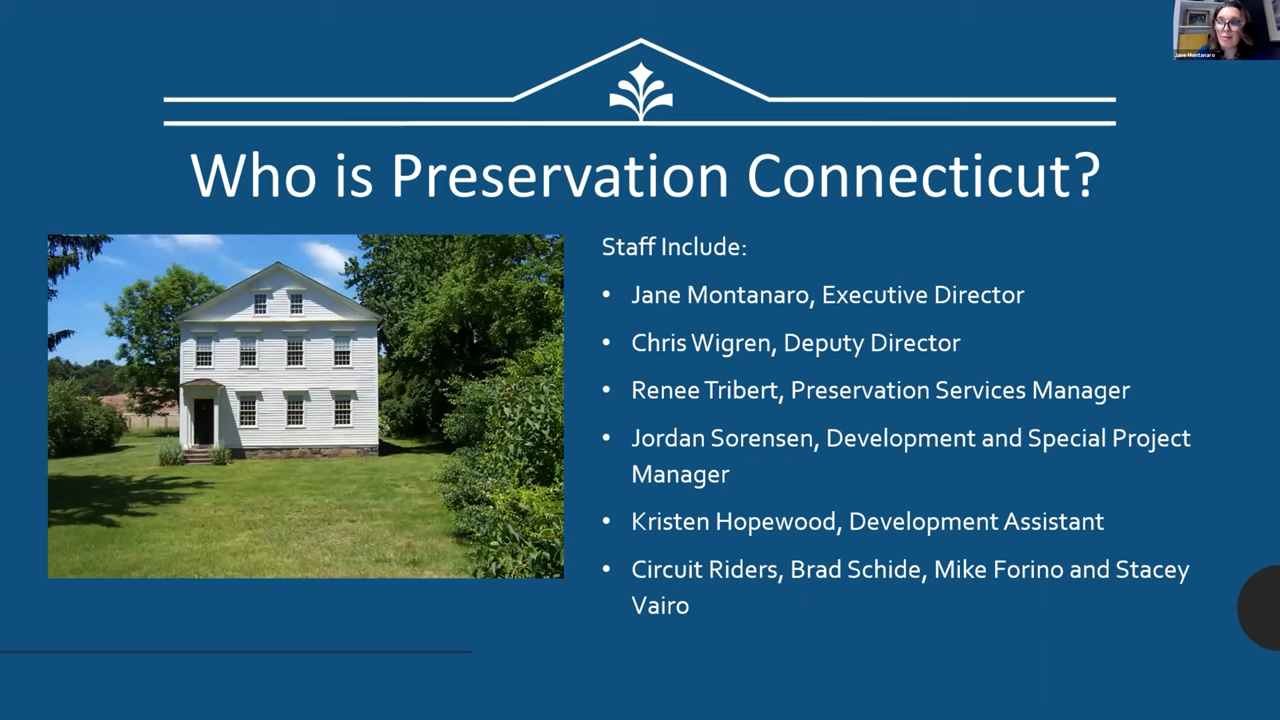 Jane Montanaro
Who is Preservation Connecticut?
Staff Include:
• Jane Montanaro, Executive Director
• Chris Wigren, Deputy Director
• Renee Tribert, Preservation Services Manager
• Jordan Sorensen, Development and Special Project
Manager
• Kristen Hopewood, Development Assistant
• Circuit Riders, Brad Schide, Mike Forino and Stacey
Vairo